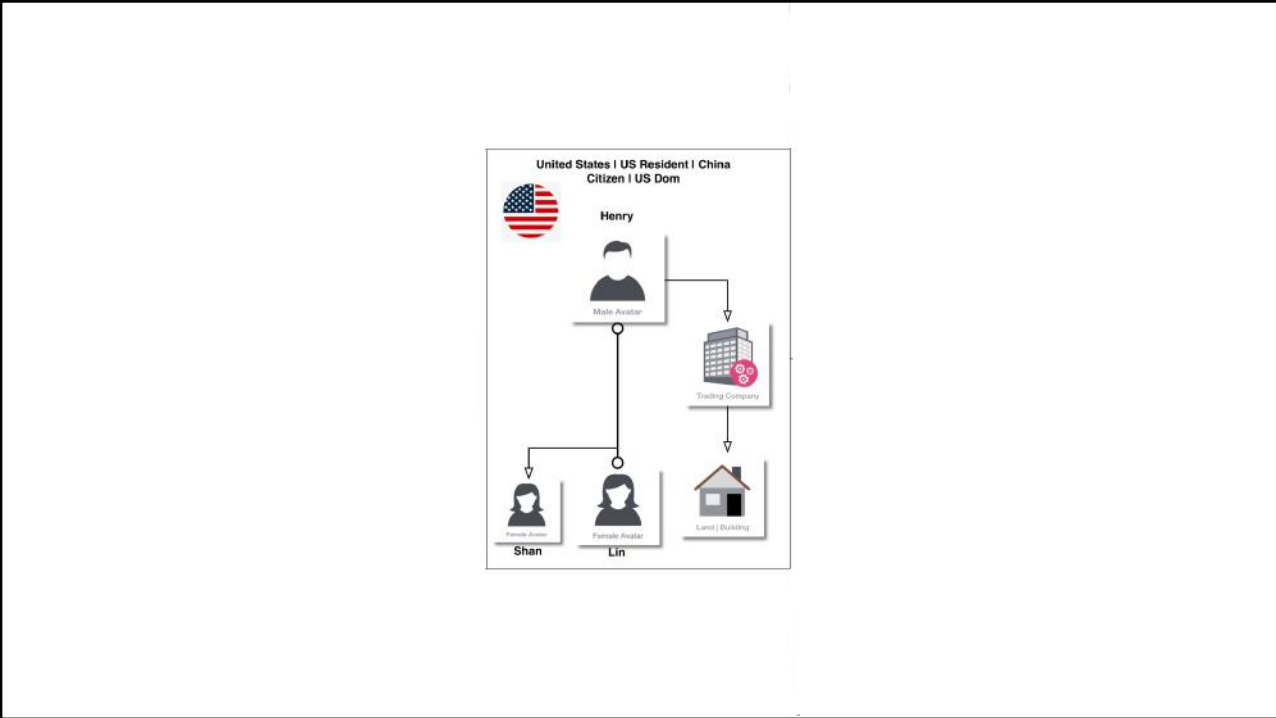 United States | US Resident | China
Citizen | US Dom
Henry
Male Avatar
Trading Company
Female Avatar
Shan
Female Avatar
Lin
Land | Building